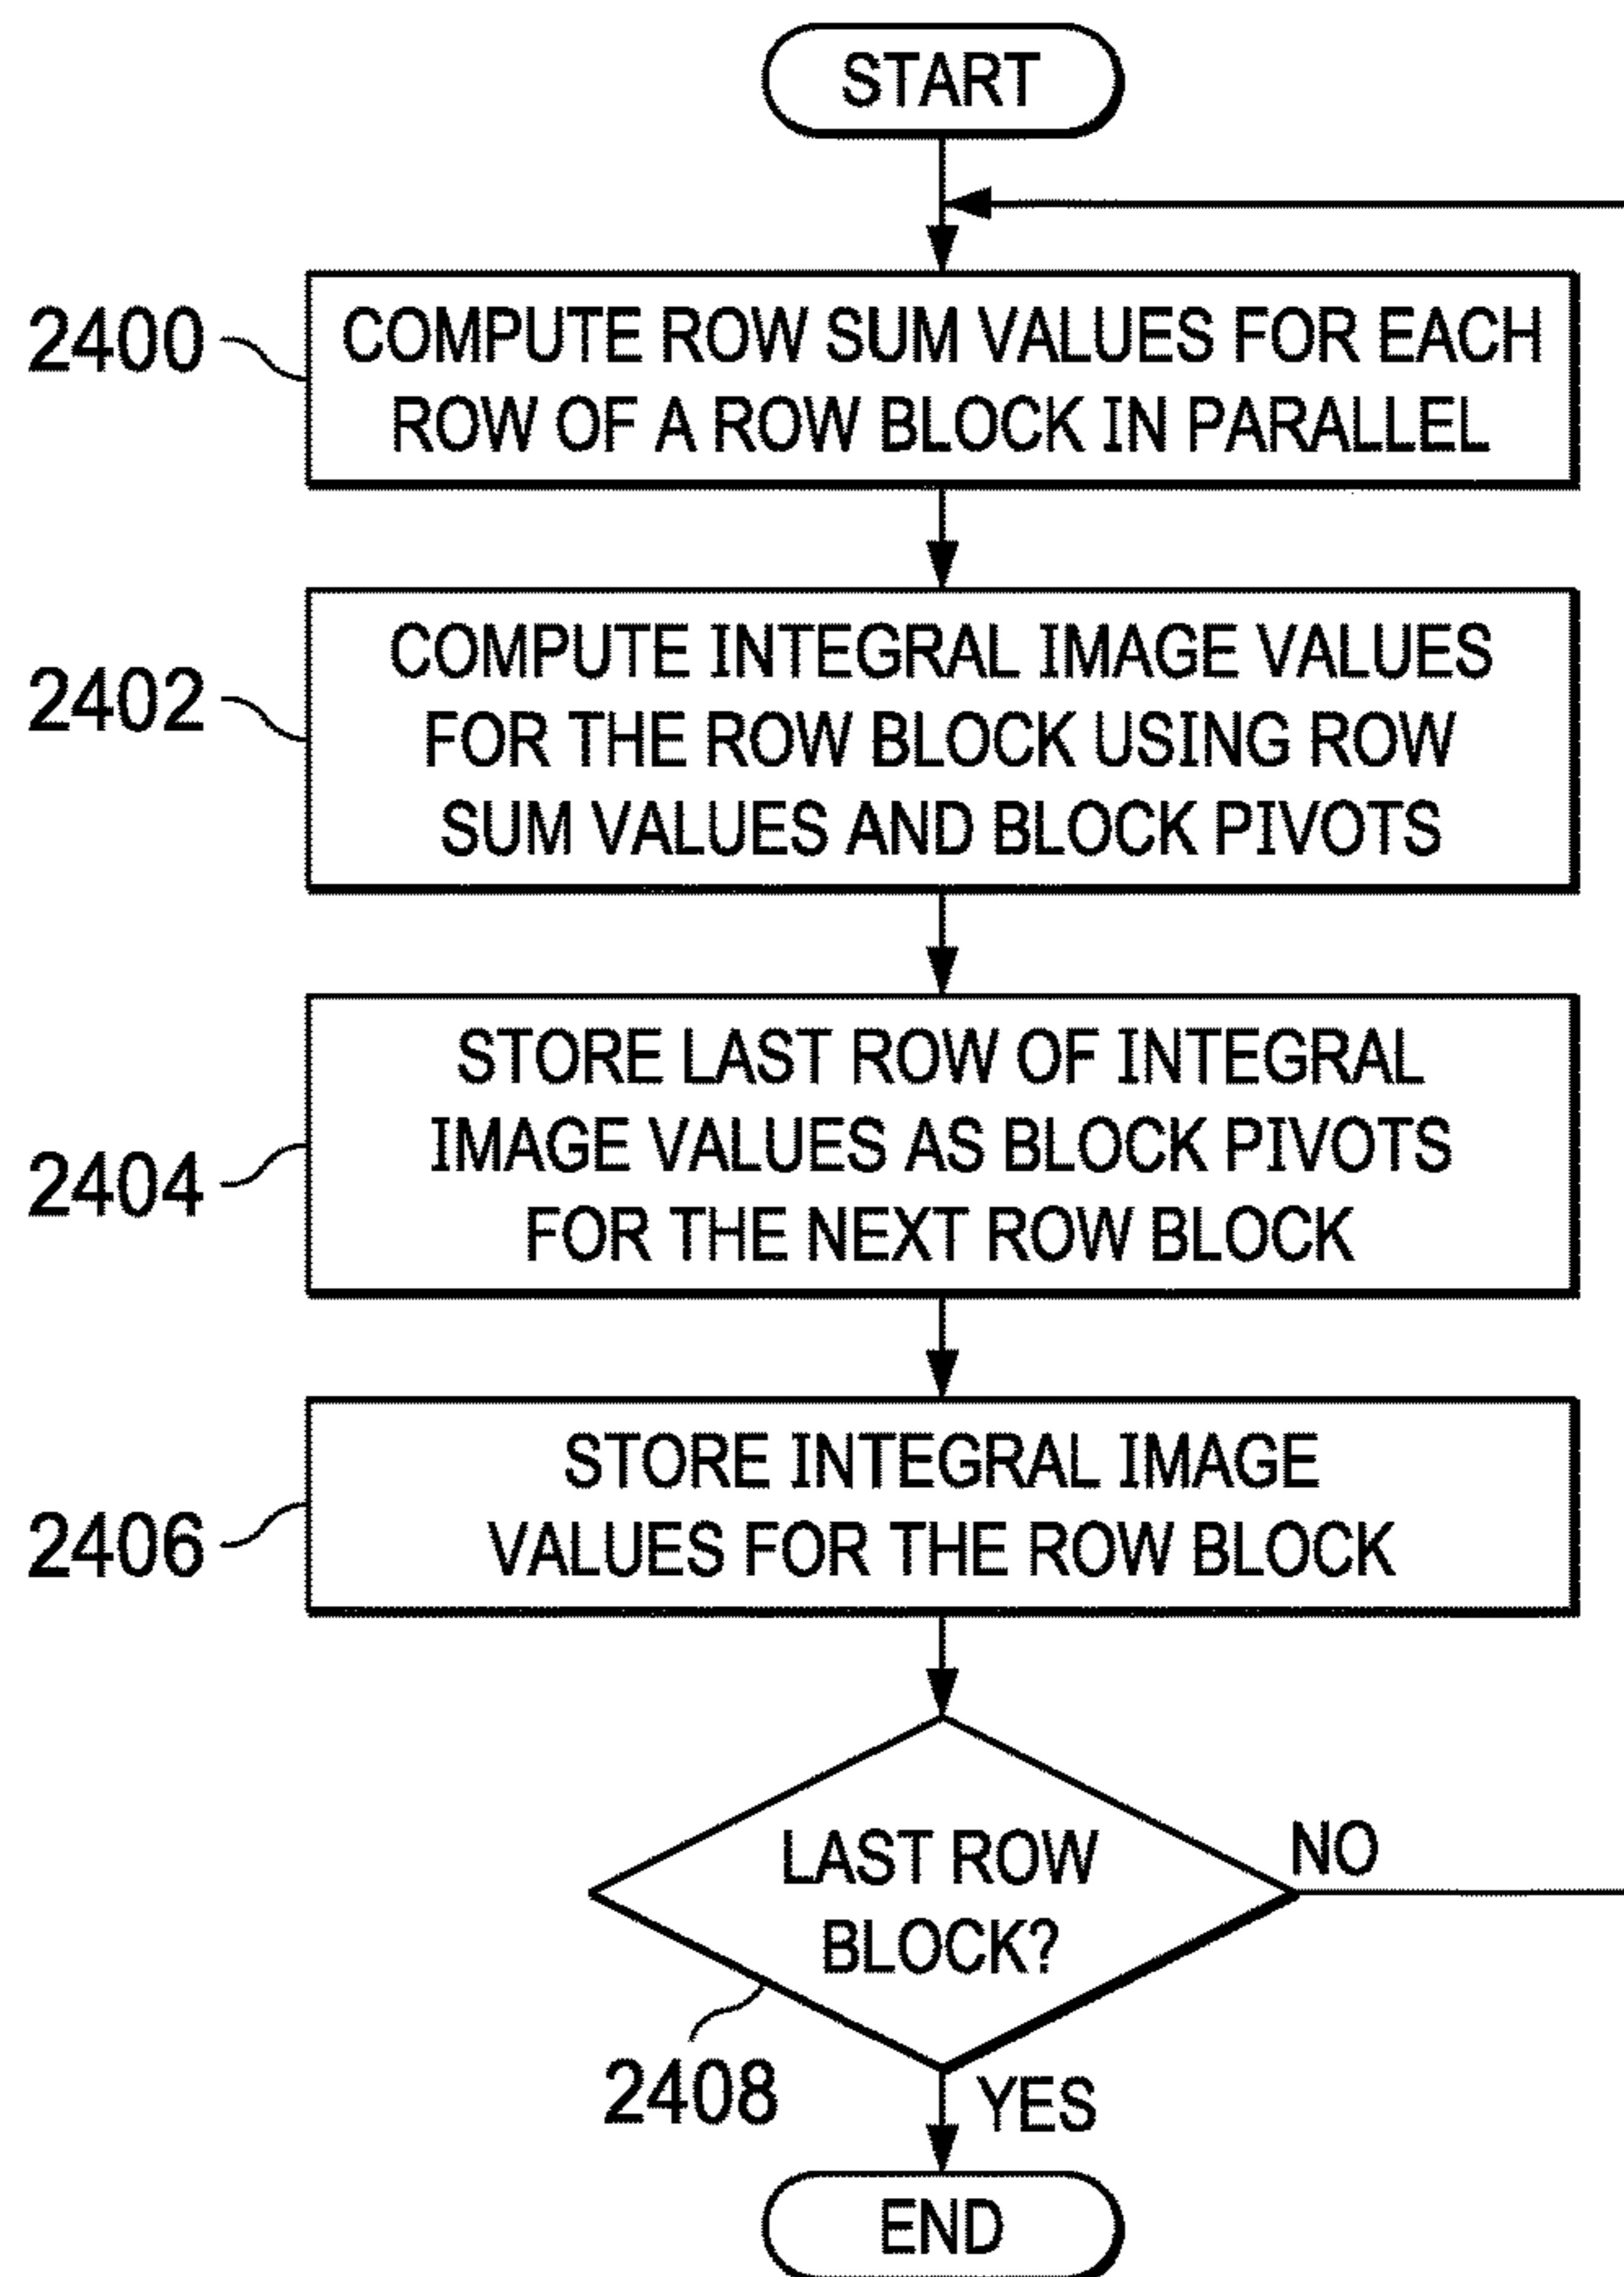 START
2400
COMPUTE ROW SUM VALUES FOR EACH
ROW OF A ROW BLOCK IN PARALLEL
2402
COMPUTE INTEGRAL IMAGE VALUES
FOR THE ROW BLOCK USING ROW
SUM VALUES AND BLOCK PIVOTS
2404
STORE LAST ROW OF INTEGRAL
IMAGE VALUES AS BLOCK PIVOTS
FOR THE NEXT ROW BLOCK
2406
STORE INTEGRAL IMAGE
VALUES FOR THE ROW BLOCK
LAST ROW
BLOCK?
NO
2408
YES
END